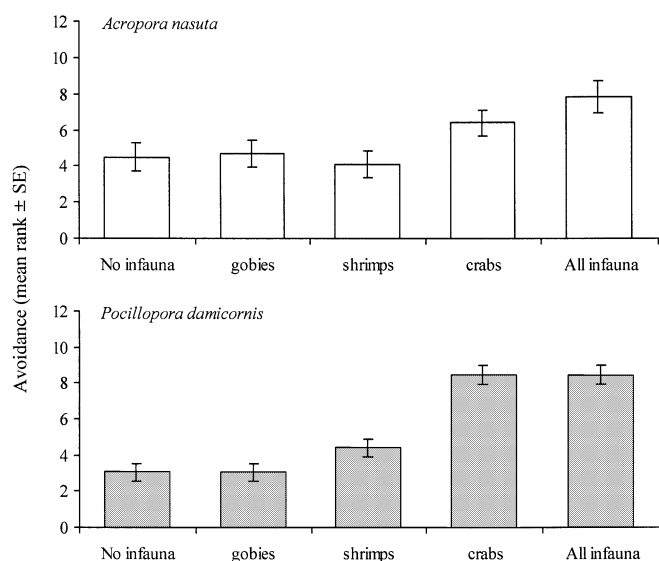 Avoidance (mean rank ± SE)
Acropora nasuta
12
10
8
6
4
2
0
No infauna gobies shrimps crabs All infauna
Pocillopora damicornis
12
10
8
6
4
2
0
No infauna gobies shrimps crabs All infauna